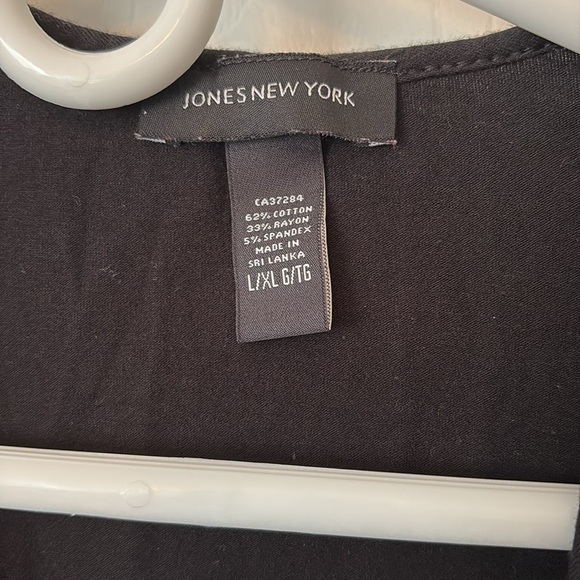 JONES NEW YORK
CA37284
62% COTTON
33% RAYON
5% SPANDEX
MADE IN
SRI LANKA
L/XL G/TG